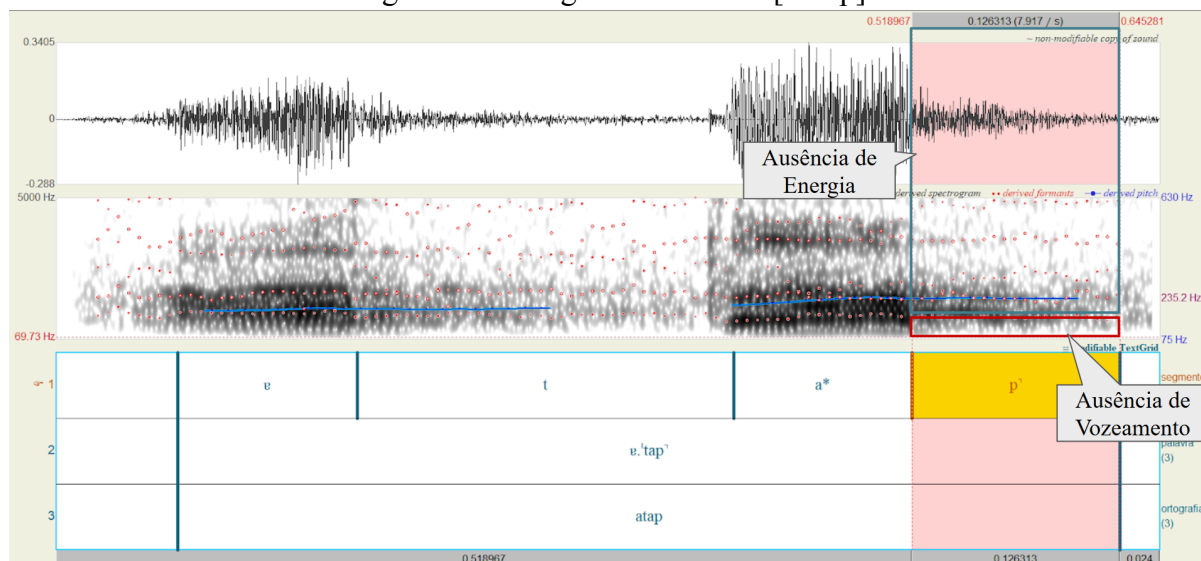 0.518967 0.126313 (7.917 / s) 0.645281
0.3405
~ non-modifiable copy of sound
0
Ausência de
Energia
-0.288
5000 Hz
derived spectrogram derived formants derived pitch
630 Hz
235.2 Hz
69.73 Hz
75 Hz
modifiable TextGrid
1 ɐ t a* p̚
segmento
Ausência de
Vozeamento
2 ɐ.ˈtap̚
palavra
(3)
3 atap
ortografia
(3)
0.518967 0.126313 0.024